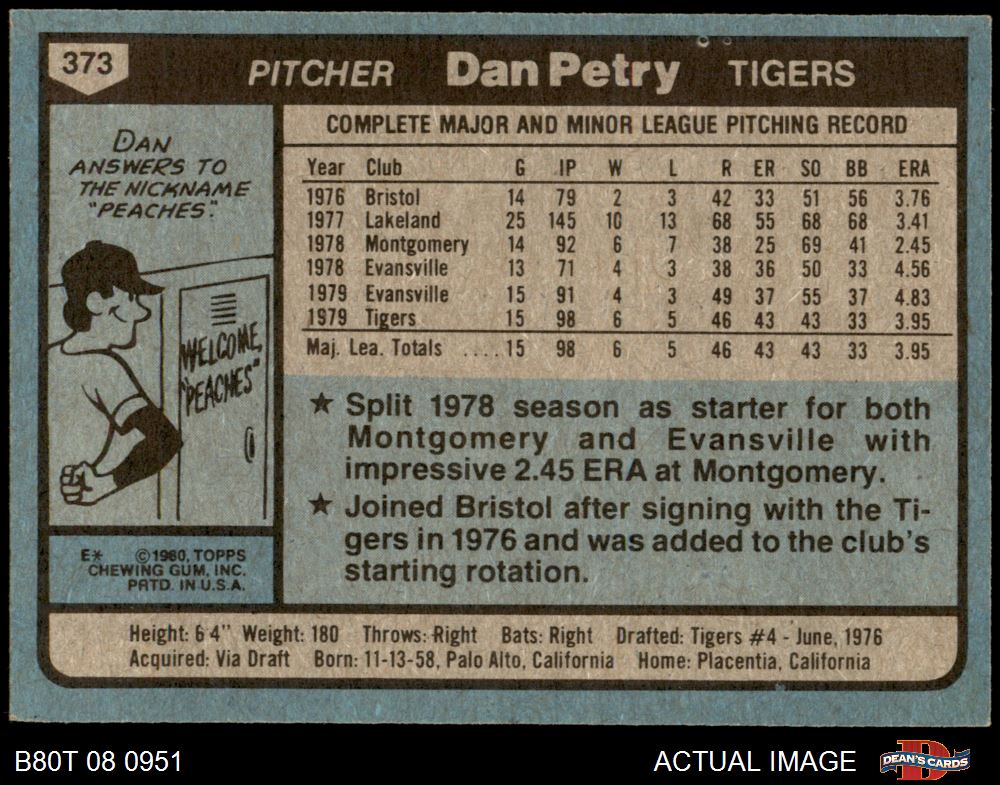 373
PITCHER Dan Petry TIGERS
DAN
ANSWERS TO
THE NICKNAME
"PEACHES".
WELCOME,
"PEACHES"
E* ©1980, TOPPS
CHEWING GUM, INC.
PRTD. IN U.S.A.
COMPLETE MAJOR AND MINOR LEAGUE PITCHING RECORD
Year Club G IP W L R ER SO BB ERA
1976 Bristol 14 79 2 3 42 33 51 56 3.76
1977 Lakeland 25 145 10 13 68 55 68 68 3.41
1978 Montgomery 14 92 6 7 38 25 69 41 2.45
1978 Evansville 13 71 4 3 38 36 50 33 4.56
1979 Evansville 15 91 4 3 49 37 55 37 4.83
1979 Tigers 15 98 6 5 46 43 43 33 3.95
Maj. Lea. Totals ....15 98 6 5 46 43 43 33 3.95
★ Split 1978 season as starter for both
Montgomery and Evansville with
impressive 2.45 ERA at Montgomery.
★ Joined Bristol after signing with the Ti-
gers in 1976 and was added to the club's
starting rotation.
Height: 6'4" Weight: 180 Throws: Right Bats: Right Drafted: Tigers #4 - June, 1976
Acquired: Via Draft Born: 11-13-58, Palo Alto, California Home: Placentia, California
B80T 08 0951 ACTUAL IMAGE D DEAN'S CARDS